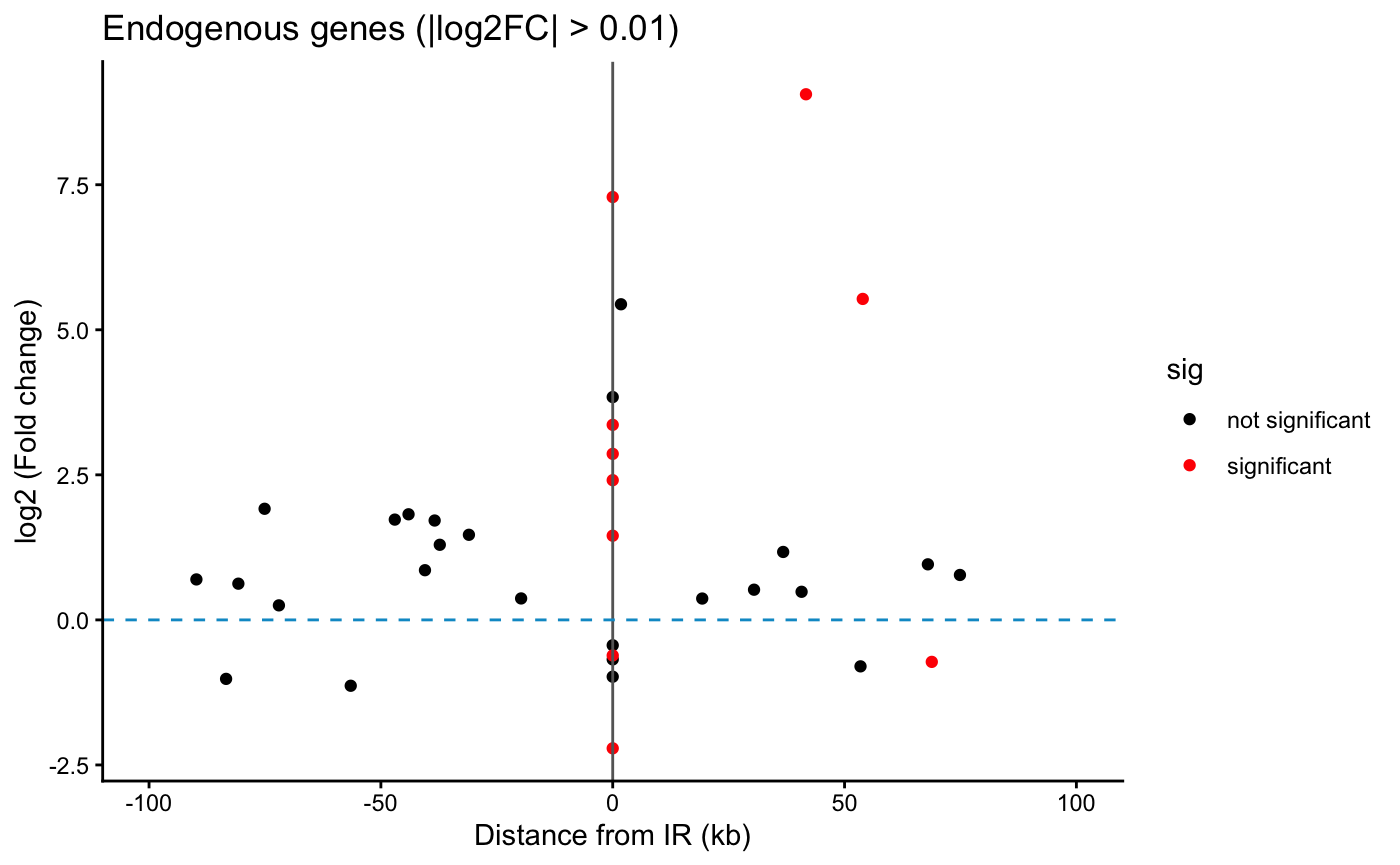 Endogenous genes (|log2FC| > 0.01)
log2 (Fold change)
7.5
5.0
2.5
0.0
-2.5
-100
-50
0
50
100
Distance from IR (kb)
sig
not significant
significant